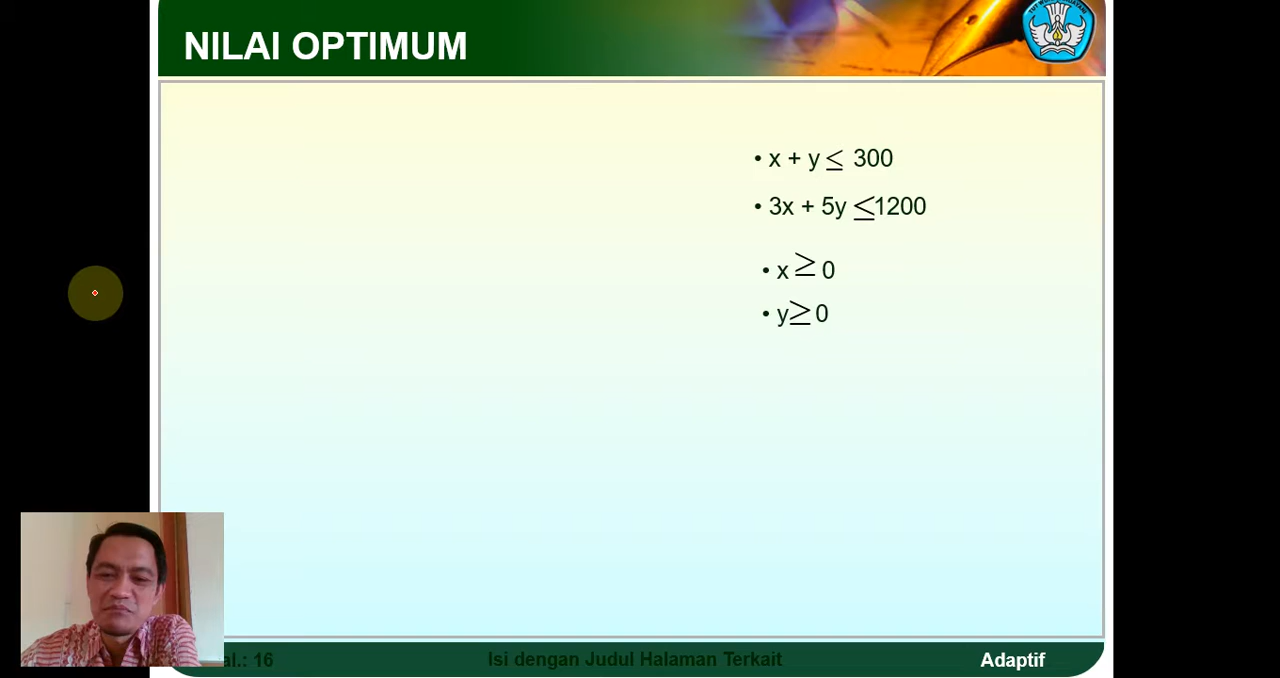 NILAI OPTIMUM
• x + y ≤ 300
• 3x + 5y ≤1200
• x ≥ 0
• y≥ 0
al.: 16
Isi dengan Judul Halaman Terkait
Adaptif